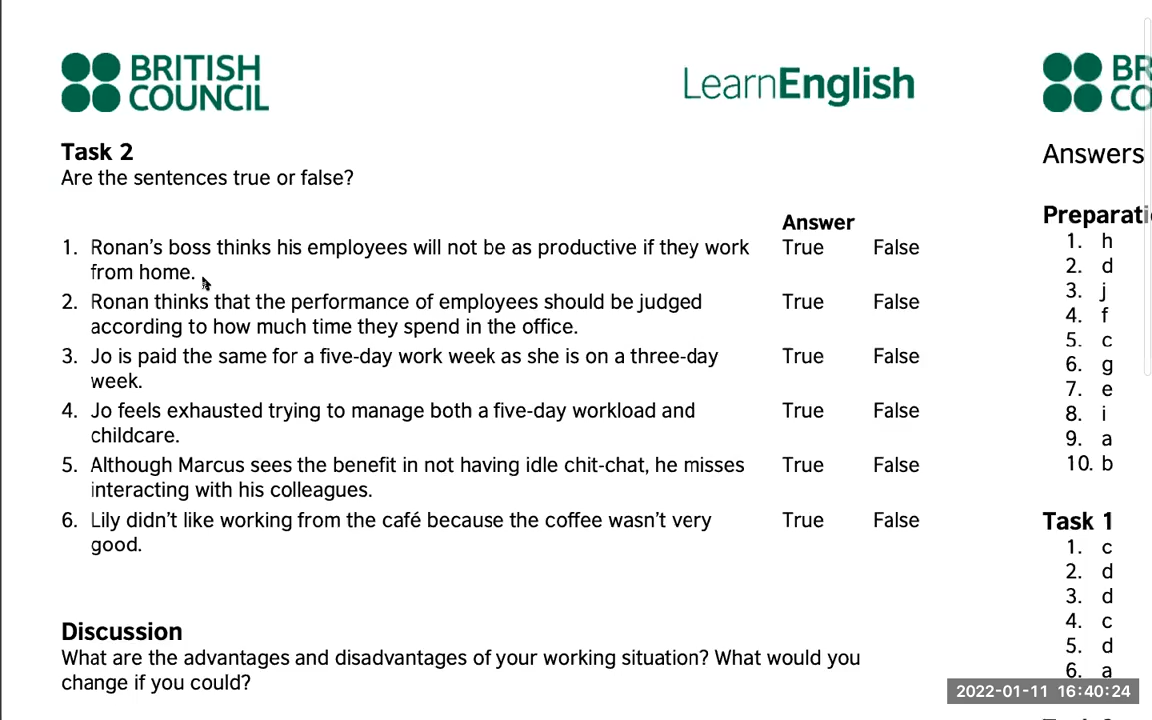 BRITISH
COUNCIL
LearnEnglish
Task 2
Are the sentences true or false?
Answer
1. Ronan's boss thinks his employees will not be as productive if they work True False
from home.
2. Ronan thinks that the performance of employees should be judged True False
according to how much time they spend in the office.
3. Jo is paid the same for a five-day work week as she is on a three-day True False
week.
4. Jo feels exhausted trying to manage both a five-day workload and True False
childcare.
5. Although Marcus sees the benefit in not having idle chit-chat, he misses True False
interacting with his colleagues.
6. Lily didn't like working from the café because the coffee wasn't very True False
good.
Discussion
What are the advantages and disadvantages of your working situation? What would you
change if you could?
BR
CO
Answers
Preparati
1. h
2. d
3. j
4. f
5. c
6. g
7. e
8. i
9. a
10. b
Task 1
1. c
2. d
3. d
4. c
5. d
6. a
2022-01-11 16:40:24